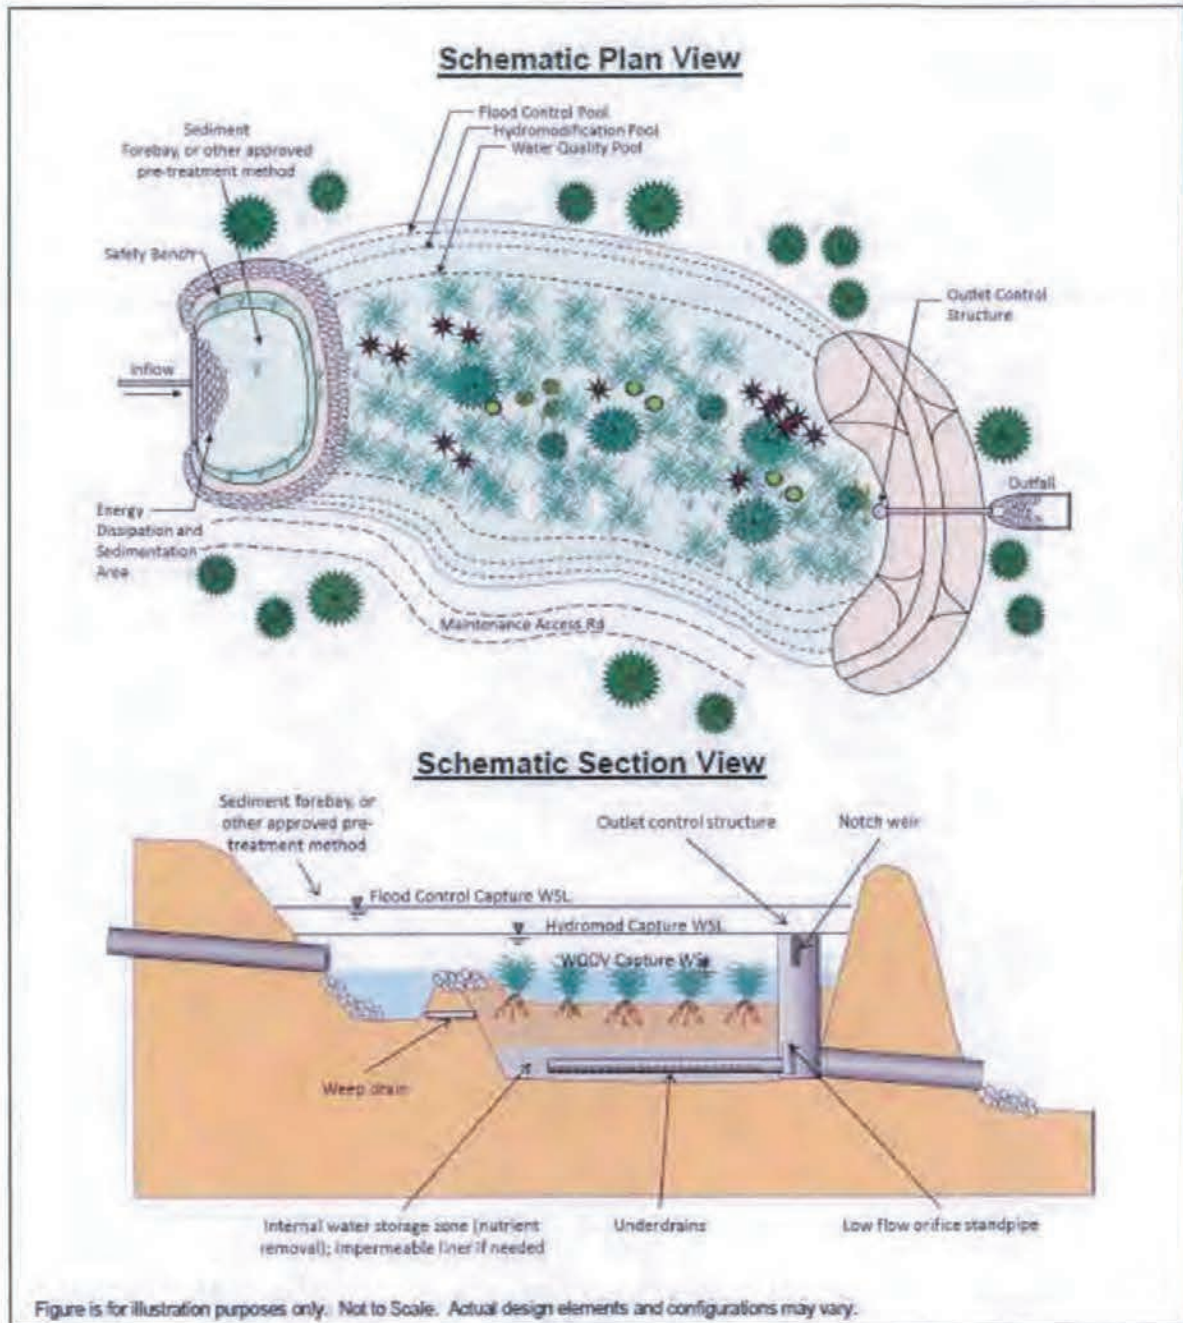 Schematic Plan View
Flood Control Pool
Hydromodification Pool
Water Quality Pool
Sediment
Forebay, or other approved
pre-treatment method
Safety Bench
Outlet Control
Structure
Inflow
Outfall
Energy
Dissipation and
Sedimentation
Area
Maintenance Access Rd
Schematic Section View
Sediment forebay, or
other approved pre-
treatment method
Outlet control structure
Notch weir
Flood Control Capture WSL
Hydromod Capture WSL
WQDV Capture WSL
Weep drain
Internal water storage zone (nutrient
removal); impermeable liner if needed
Underdrains
Low flow orifice standpipe
Figure is for illustration purposes only. Not to Scale. Actual design elements and configurations may vary.